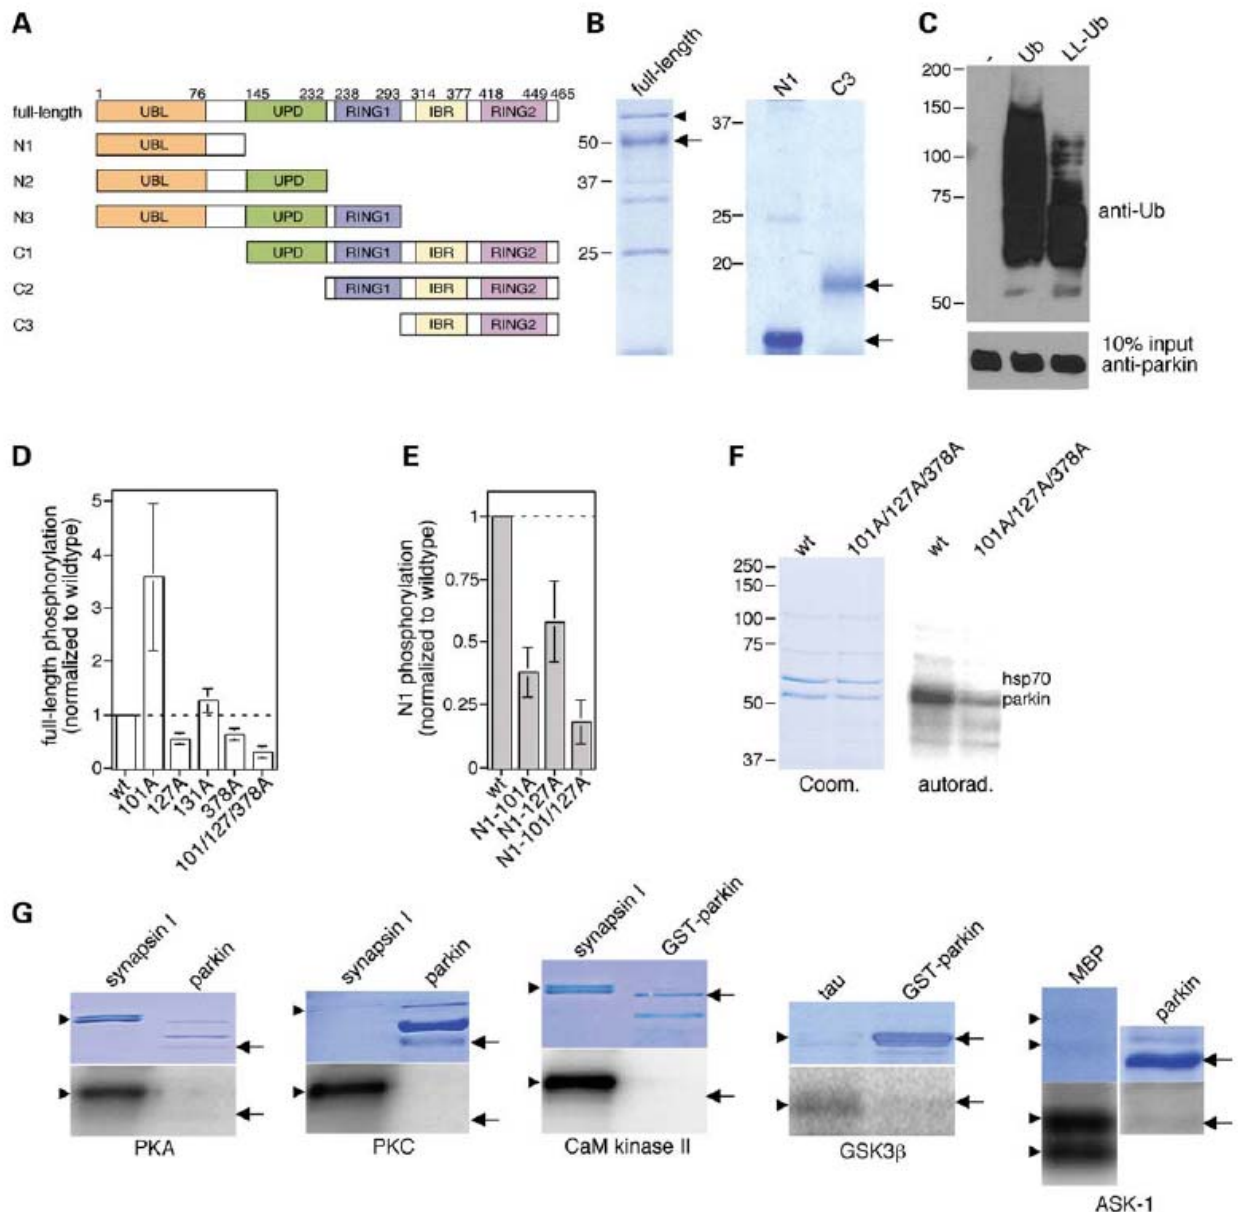 A
1 76 145 232 238 293 314 377 418 449 465
full-length UBL UPD RING1 IBR RING2
N1 UBL
N2 UBL UPD
N3 UBL UPD RING1
C1 UPD RING1 IBR RING2
C2 RING1 IBR RING2
C3 IBR RING2
B
full-length
50
37
25
N1 C3
37
25
20
C
- Ub LL-Ub
200
150
100
75
50
anti-Ub
10% input
anti-parkin
D
full-length phosphorylation
(normalized to wildtype)
5
4
3
2
1
0
wt 101A 127A 131A 378A 101/127/378A
E
N1 phosphorylation
(normalized to wildtype)
1
0.75
0.5
0.25
0
wt N1-101A N1-127A N1-101/127A
F
wt 101A/127A/378A
wt 101A/127A/378A
250
150
100
75
50
37
hsp70
parkin
Coom. autorad.
G
synapsin I parkin
PKA
synapsin I parkin
PKC
synapsin I GST-parkin
CaM kinase II
tau GST-parkin
GSK3β
MBP parkin
ASK-1